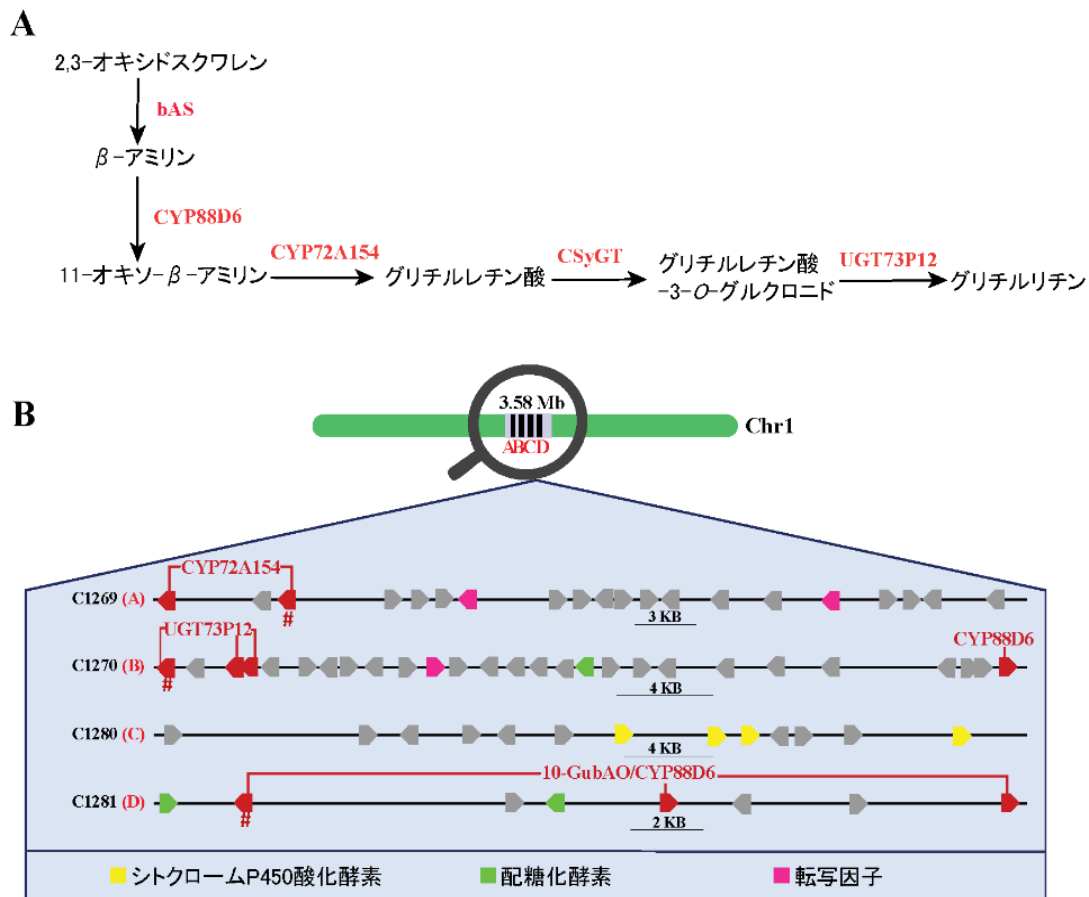 A
2,3-オキシドスクワレン
bAS
β-アミリン
CYP88D6
11-オキソ-β-アミリン
CYP72A154
グリチルレチン酸
CSyGT
グリチルレチン酸
-3-O-グルクロニド
UGT73P12
グリチルリチン
B
3.58 Mb
ABCD
Chr1
CYP72A154
C1269 (A)
#
3 KB
UGT73P12
CYP88D6
C1270 (B)
#
4 KB
C1280 (C)
4 KB
10-GubAO/CYP88D6
C1281 (D)
#
2 KB
シトクロームP450酸化酵素
配糖化酵素
転写因子